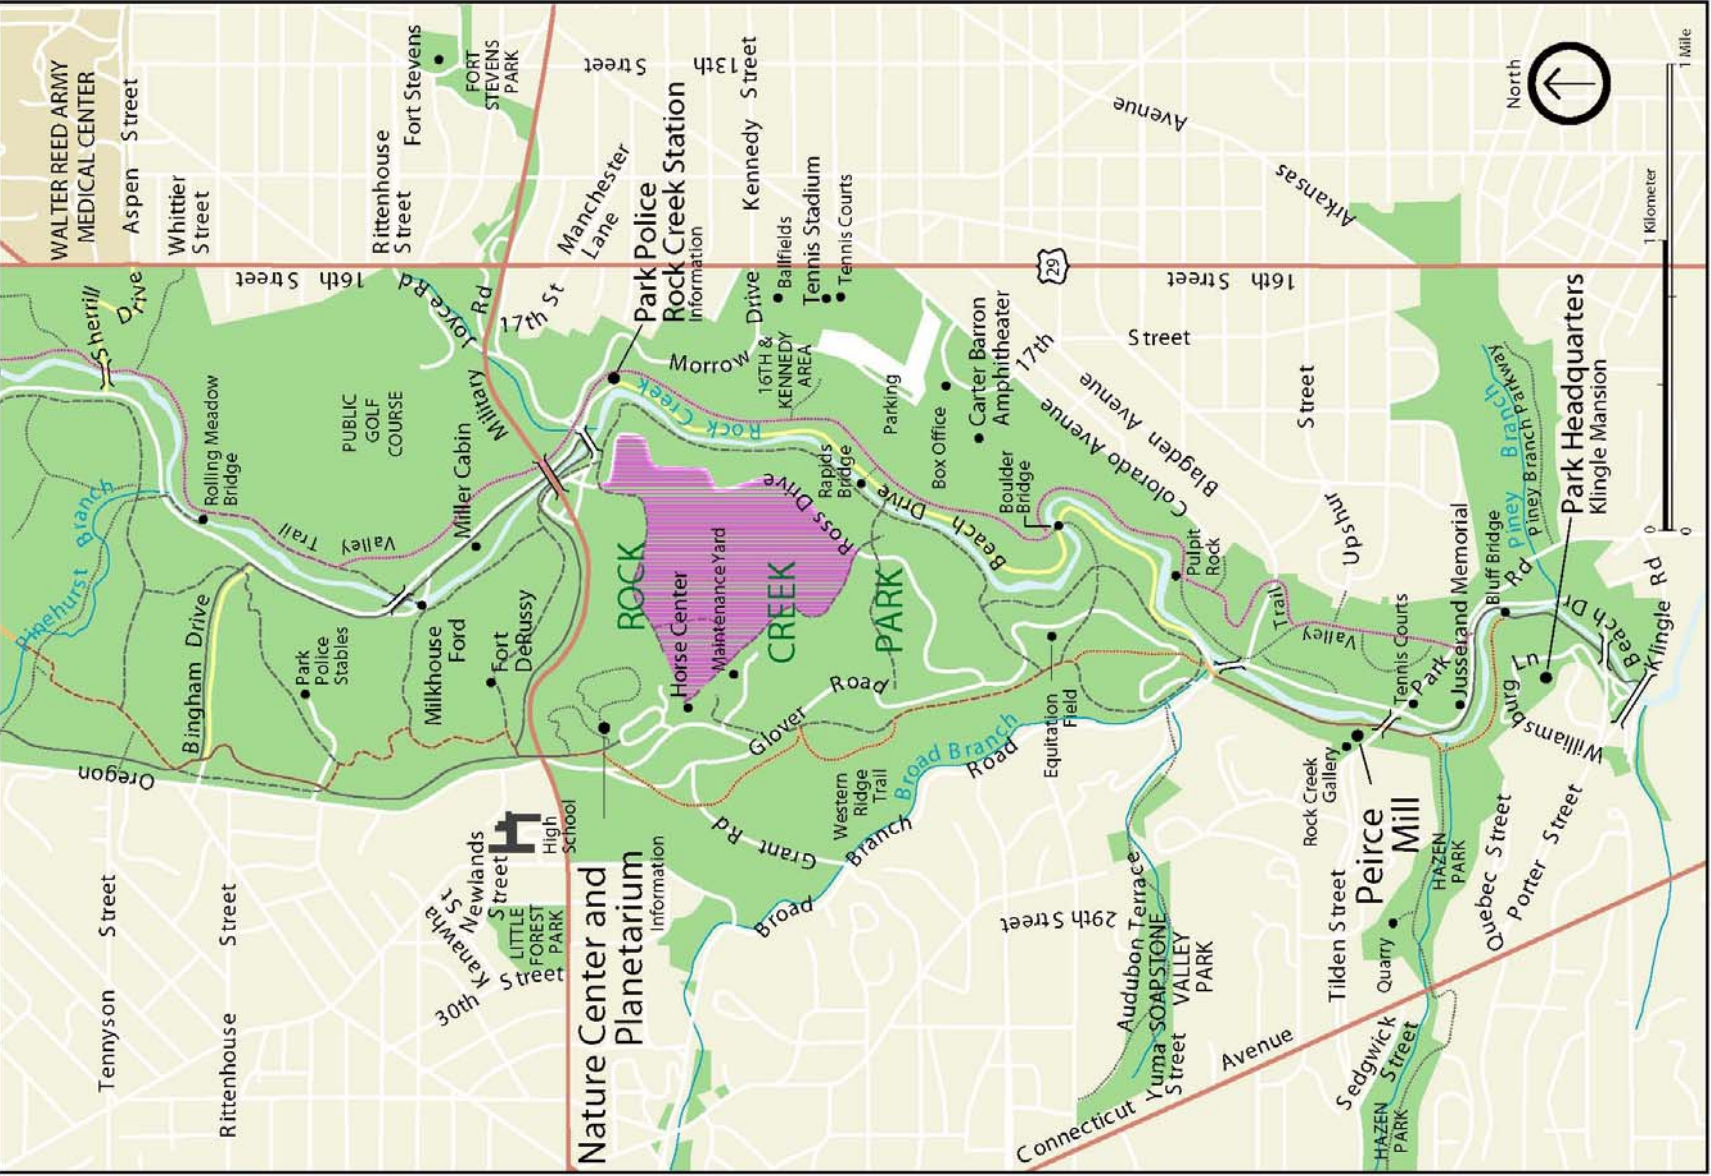 WALTER REED ARMY
MEDICAL CENTER
Aspen Street
Whittier
Street
Rittenhouse
Street
Fort Stevens
FORT
STEVENS
PARK
13th Street
Sherrill
Drive
16th Street
Joyce Rd
Military Rd
17th St
Manchester
Lane
Park Police
Rock Creek Station
Information
Kennedy Street
Morrow Drive
Ballfields
Tennis Stadium
Tennis Courts
16TH &
KENNEDY
AREA
Arkansas Avenue
29
16th Street
North
1 Mile
1 Kilometer
0
0
Pinehurst Branch
Rolling Meadow
Bridge
PUBLIC
GOLF
COURSE
Miller Cabin
Valley Trail
Rock Creek
Parking
Box Office
Carter Barron
Amphitheater
17th Street
Colorado Avenue
Blagden Avenue
Upshur Street
Piney Branch
Piney Branch Parkway
Park Headquarters
Klingle Mansion
Bingham Drive
Park
Police
Stables
Milkhouse
Ford
Fort
DeRussy
ROCK
CREEK
PARK
Horse Center
Maintenance Yard
Ross Drive
Rapids
Bridge
Beach Drive
Boulder
Bridge
Pulpit
Rock
Valley Trail
Tennis Courts
Park Rd
Jusserand Memorial
Bluff Bridge
Beach Dr
Klingle Rd
Williamsburg Ln
Oregon
Glover Road
Equitation
Field
Western
Ridge
Trail
Broad Branch
Broad Branch Road
Grant Rd
Rock Creek
Gallery
Peirce
Mill
HAZEN
PARK
Quebec Street
Porter Street
High
School
Newlands
Street
Kanawha
St
LITTLE
FOREST
PARK
30th Street
Nature Center and
Planetarium
Information
Tennyson Street
Rittenhouse Street
29th Street
Audubon Terrace
SOAPSTONE
VALLEY
PARK
Yuma
Street
Tilden Street
Quarry
Connecticut Avenue
Sedgwick
Street
HAZEN
PARK